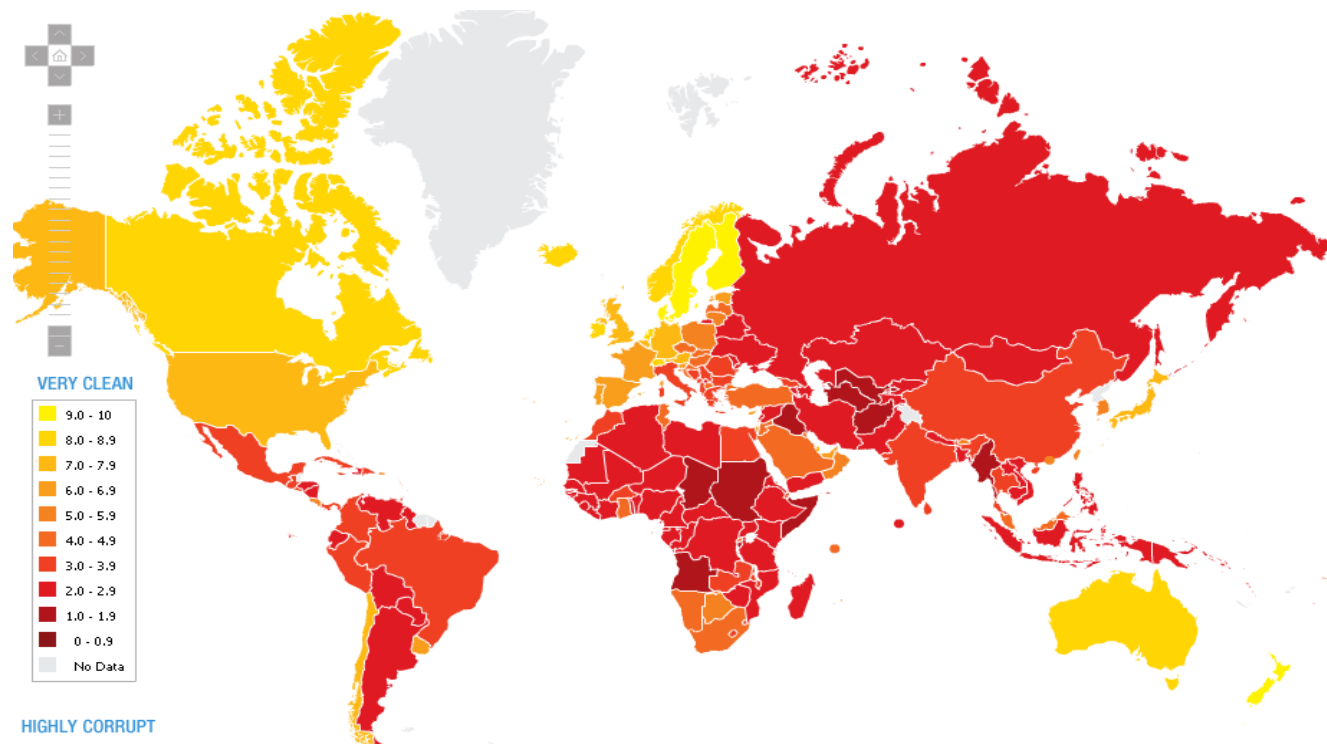 VERY CLEAN
9.0 - 10
8.0 - 8.9
7.0 - 7.9
6.0 - 6.9
5.0 - 5.9
4.0 - 4.9
3.0 - 3.9
2.0 - 2.9
1.0 - 1.9
0 - 0.9
No Data
HIGHLY CORRUPT